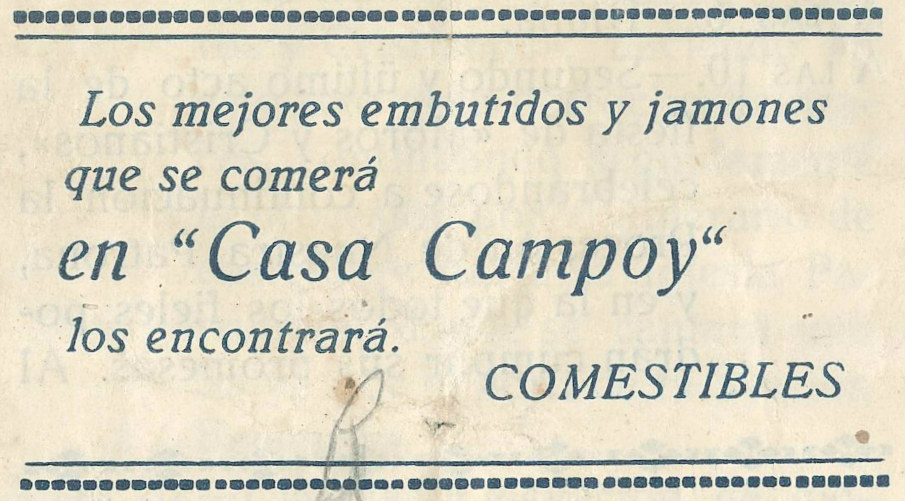 Los mejores embutidos y jamones
que se comerá
en “Casa Campoy“
los encontrará.
COMESTIBLES